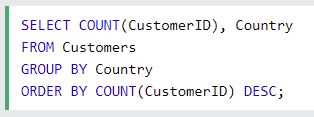 SELECT COUNT(CustomerID), Country
FROM Customers
GROUP BY Country
ORDER BY COUNT(CustomerID) DESC;